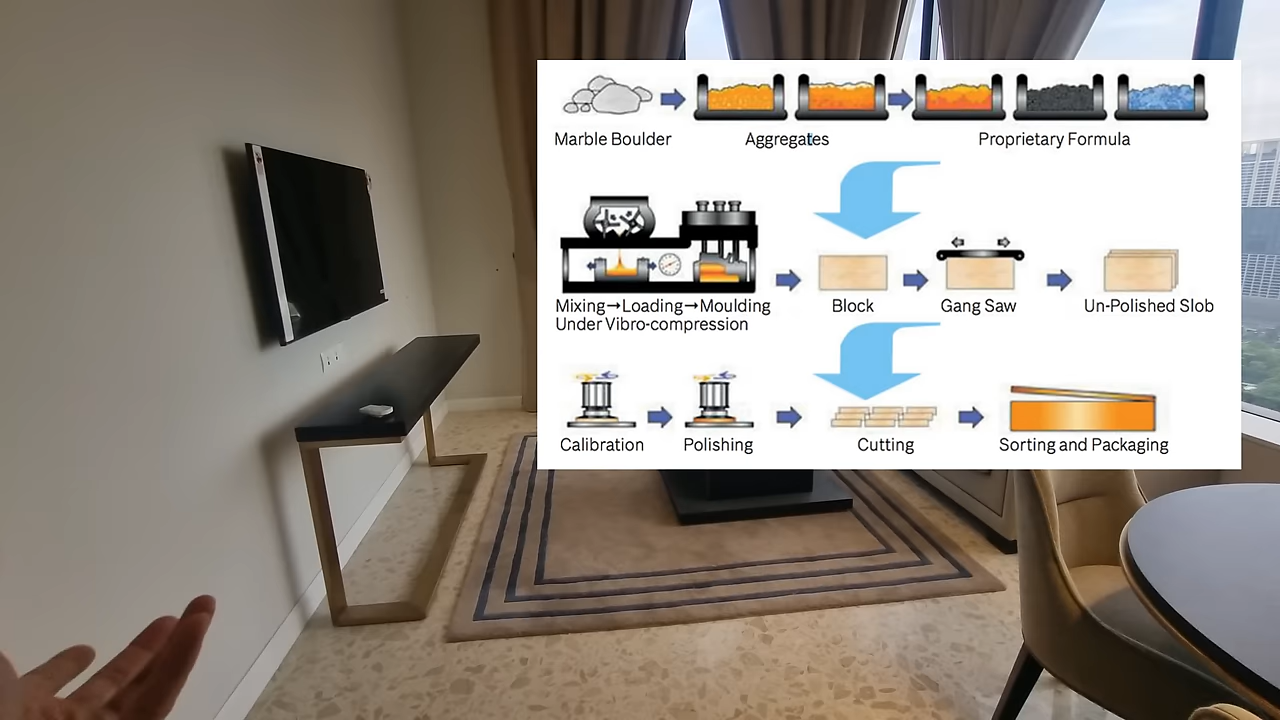 Marble Boulder
Aggregates
Proprietary Formula
Mixing→Loading→Moulding
Under Vibro-compression
Block
Gang Saw
Un-Polished Slob
Calibration
Polishing
Cutting
Sorting and Packaging